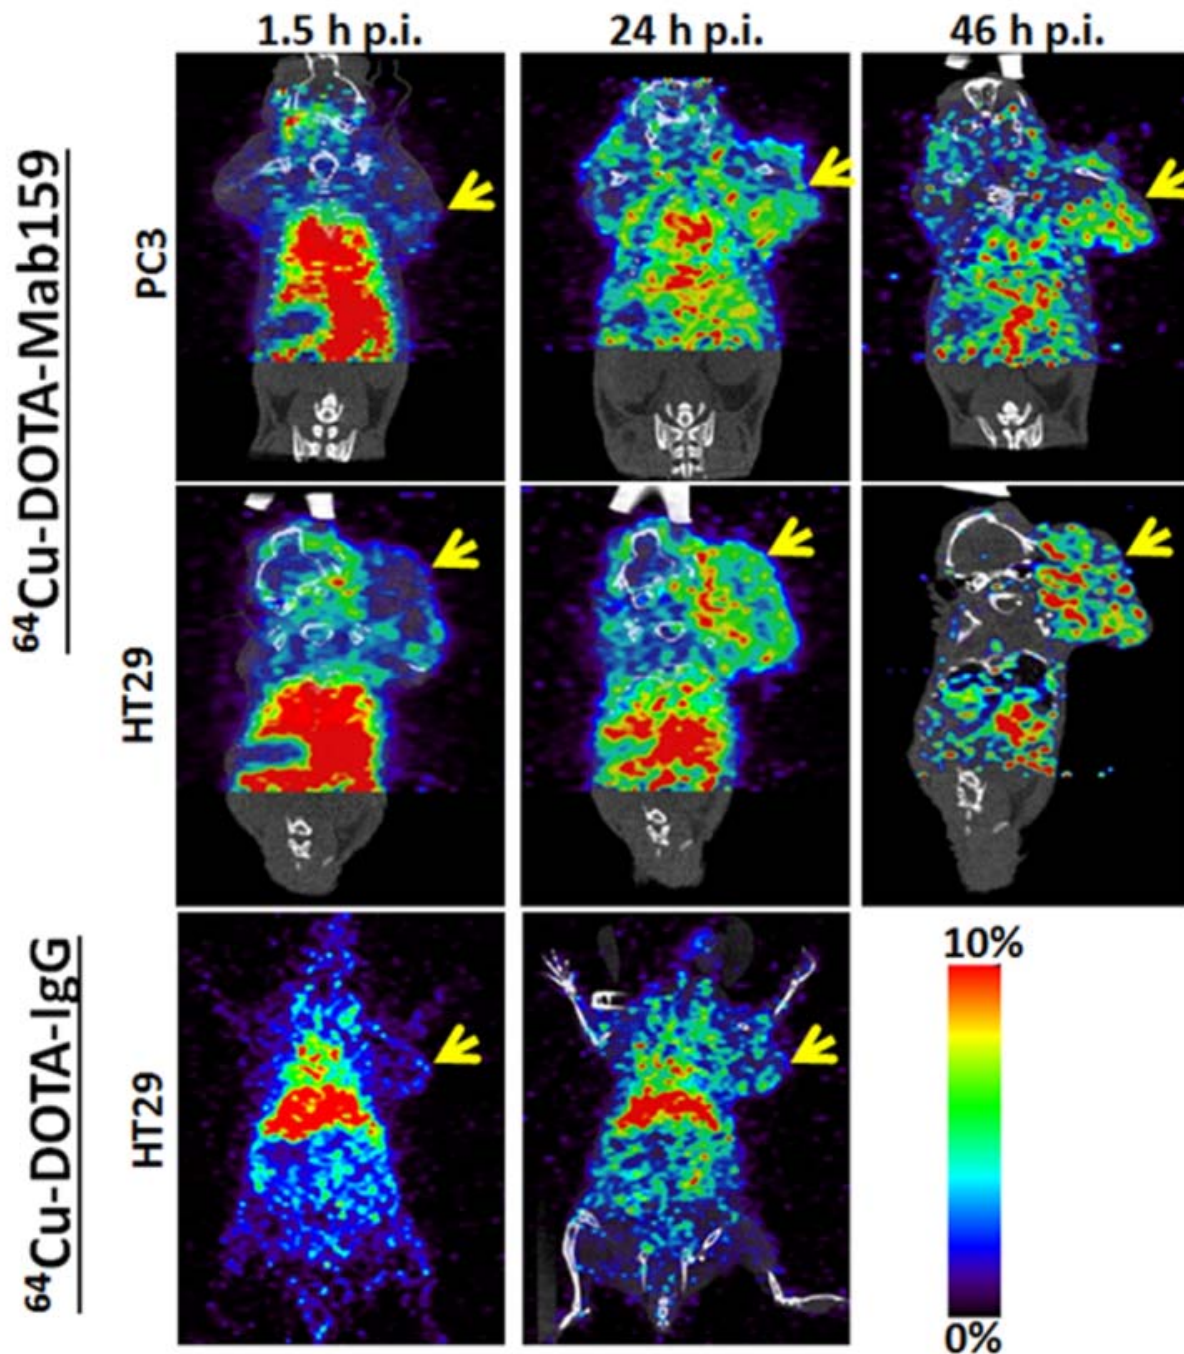 1.5 h p.i.
24 h p.i.
46 h p.i.
⁶⁴Cu-DOTA-Mab159
PC3
HT29
⁶⁴Cu-DOTA-IgG
HT29
10%
0%